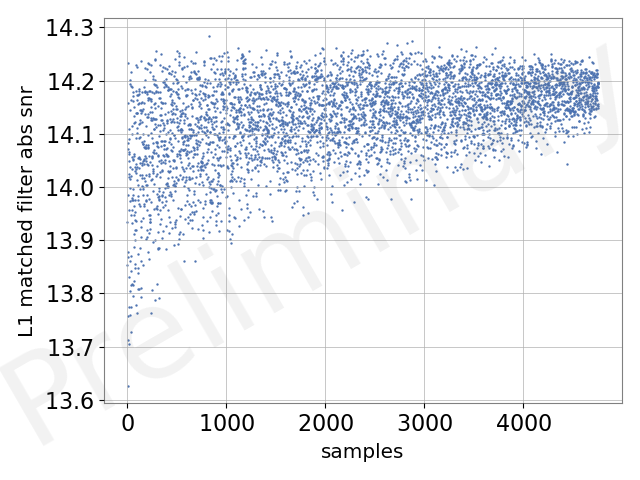 14.3
14.2
14.1
14.0
13.9
13.8
13.7
13.6
L1 matched filter abs snr
0 1000 2000 3000 4000
samples
Preliminary